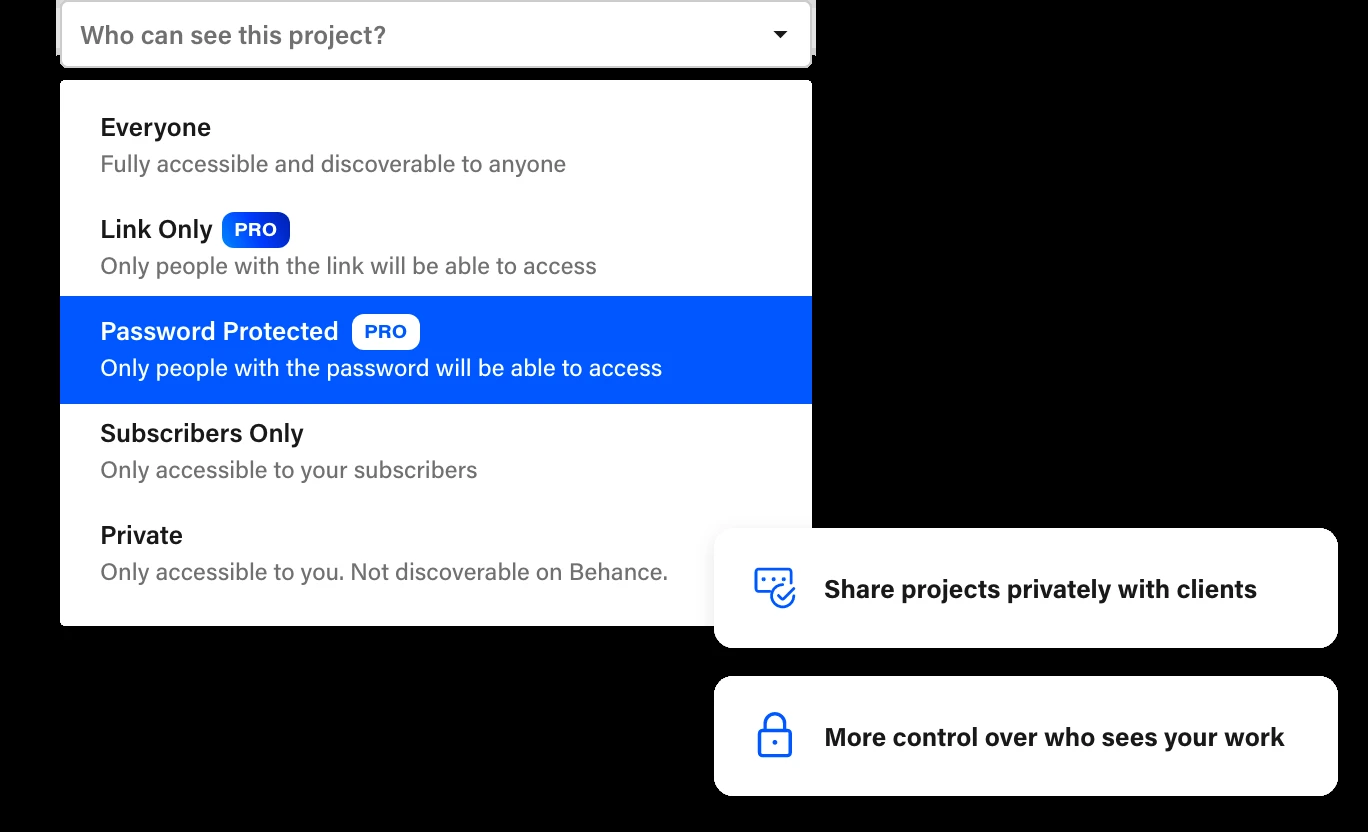 Who can see this project?
Everyone
Fully accessible and discoverable to anyone
Link Only PRO
Only people with the link will be able to access
Password Protected PRO
Only people with the password will be able to access
Subscribers Only
Only accessible to your subscribers
Private
Only accessible to you. Not discoverable on Behance.
Share projects privately with clients
More control over who sees your work